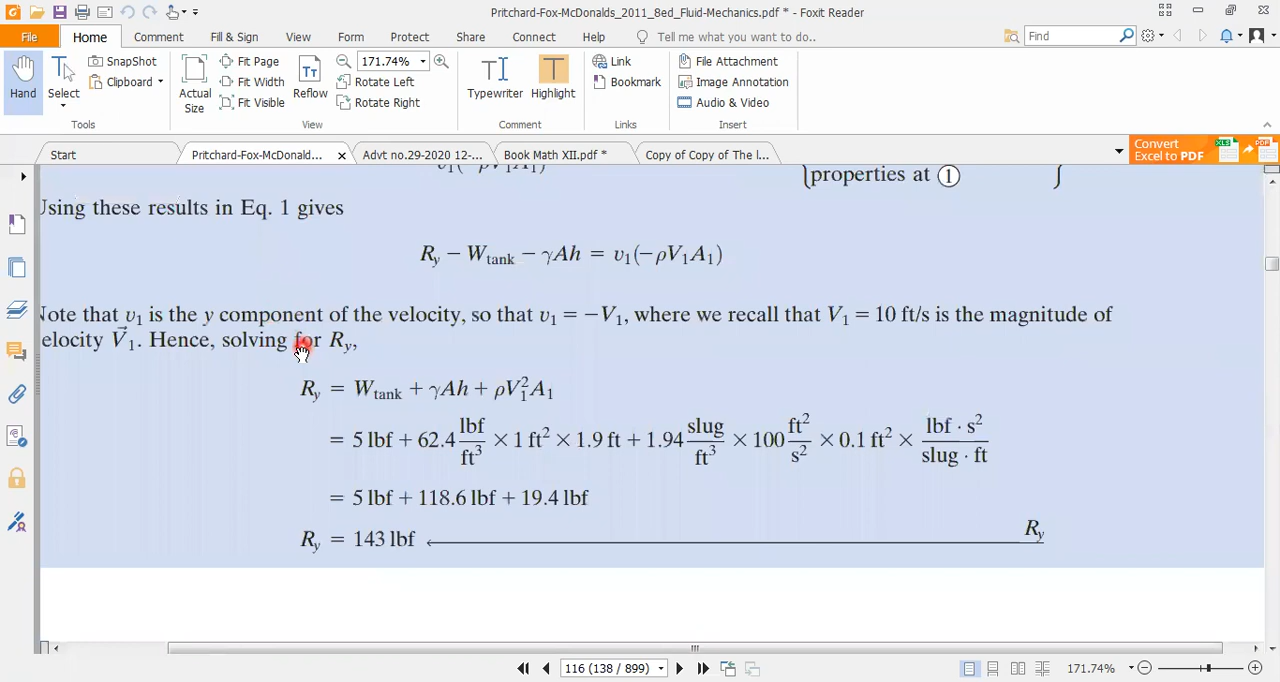 Pritchard-Fox-McDonalds_2011_8ed_Fluid-Mechanics.pdf * - Foxit Reader
File Home Comment Fill & Sign View Form Protect Share Connect Help Tell me what you want to do.. Find
Hand
Select
SnapShot
Clipboard
Tools
Actual Size
Fit Page
Fit Width
Fit Visible
Reflow
171.74%
Rotate Left
Rotate Right
View
Typewriter
Highlight
Comment
Link
Bookmark
Links
File Attachment
Image Annotation
Audio & Video
Insert
Start Pritchard-Fox-McDonald... Advt no.29-2020 12-... Book Math XII.pdf * Copy of Copy of The l...
Convert
Excel to PDF
properties at ①
Using these results in Eq. 1 gives
R_y − W_tank − γAh = v₁(−ρV₁A₁)
Note that v₁ is the y component of the velocity, so that v₁ = −V₁, where we recall that V₁ = 10 ft/s is the magnitude of
elocity V⃗₁. Hence, solving for R_y,
R_y = W_tank + γAh + ρV₁²A₁
= 5 lbf + 62.4 lbf/ft³ × 1 ft² × 1.9 ft + 1.94 slug/ft³ × 100 ft²/s² × 0.1 ft² × lbf · s²/slug · ft
= 5 lbf + 118.6 lbf + 19.4 lbf
R_y = 143 lbf ← R_y
116 (138 / 899) 171.74%